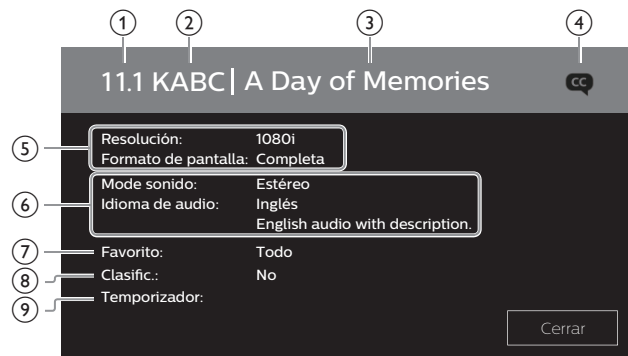 1 2 3 4
11.1 KABC | A Day of Memories CC
5 Resolución: 1080i
Formato de pantalla: Completa
6 Mode sonido: Estéreo
Idioma de audio: Inglés
English audio with description.
7 Favorito: Todo
8 Clasific.: No
9 Temporizador:
Cerrar